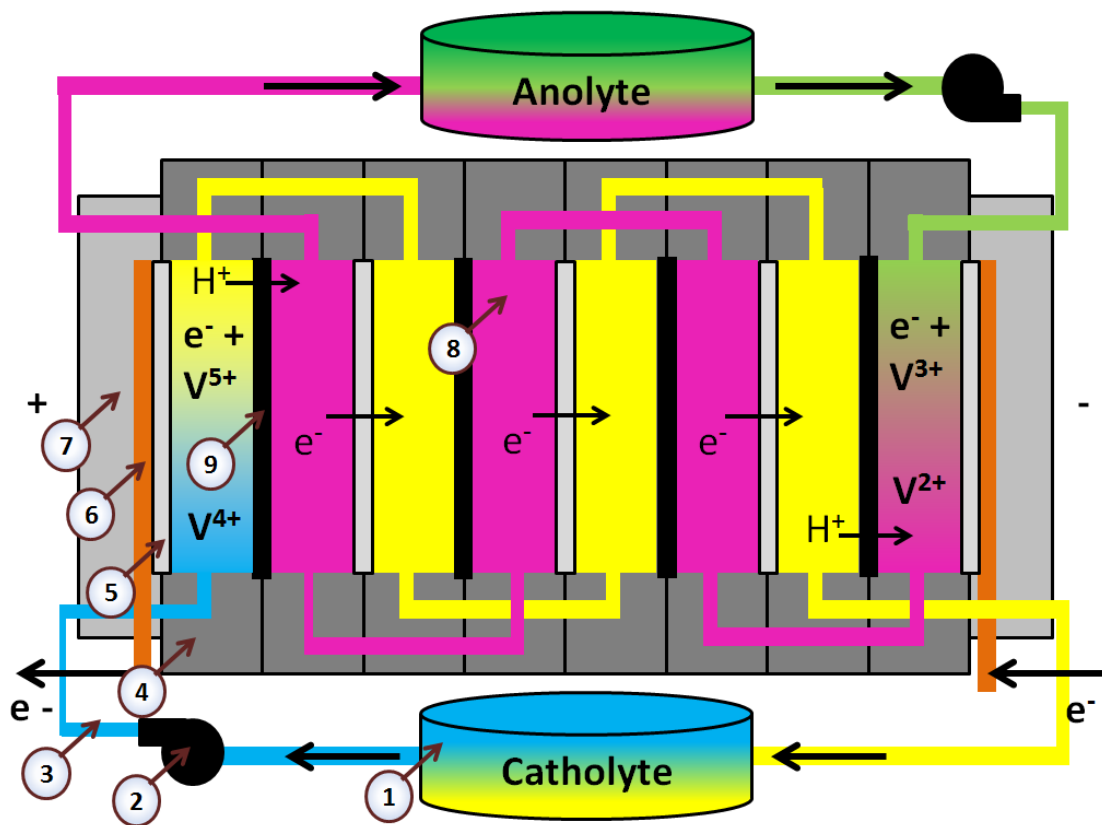 Anolyte
H⁺
e⁻ +
V⁵⁺
V⁴⁺
e⁻
e⁻
e⁻
e⁻ +
V³⁺
V²⁺
H⁺
+
-
8
7
9
6
5
4
e -
e⁻
3
2
1
Catholyte